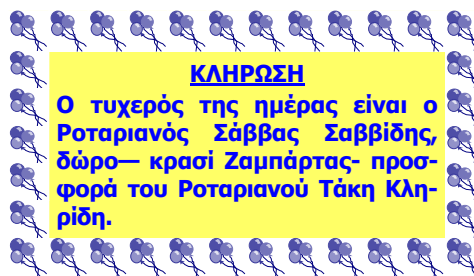 ΚΛΗΡΩΣΗ
Ο τυχερός της ημέρας είναι ο
Ροταριανός Σάββας Σαββίδης,
δώρο— κρασί Ζαμπάρτας- προσ-
φορά του Ροταριανού Τάκη Κλη-
ρίδη.